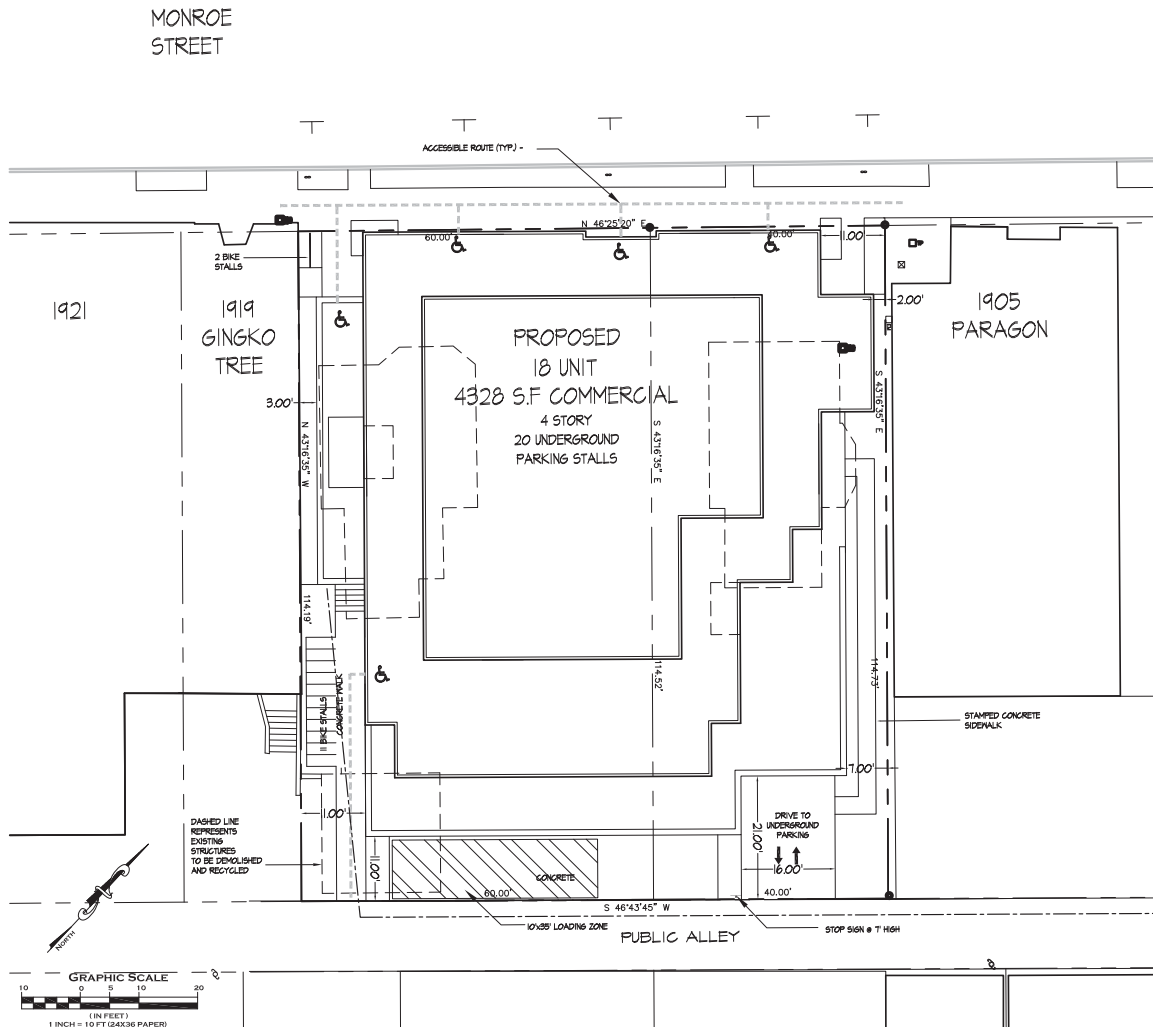 MONROE
STREET
ACCESSIBLE ROUTE (TYP.) -
N 46°25'20" E
60.00'
40.00'
11.00'
2 BIKE
STALLS
1921
1919
GINGKO
TREE
PROPOSED
18 UNIT
4328 S.F COMMERCIAL
4 STORY
20 UNDERGROUND
PARKING STALLS
2.00'
1905
PARAGON
3.00'
N 43°16'35" W
S 43°16'35" E
S 43°16'35" E
114.19'
114.52'
114.73'
11 BIKE STALLS
CONCRETE WALK
STAMPED CONCRETE
SIDEWALK
7.00'
11.00'
DASHED LINE
REPRESENTS
EXISTING
STRUCTURES
TO BE DEMOLISHED
AND RECYCLED
11.00'
CONCRETE
21.00'
DRIVE TO
UNDERGROUND
PARKING
16.00'
60.00'
40.00'
S 46°43'45" W
10'x35' LOADING ZONE
PUBLIC ALLEY
STOP SIGN @ 7' HIGH
NORTH
GRAPHIC SCALE
10 0 5 10 20
( IN FEET )
1 INCH = 10 FT (24X36 PAPER)